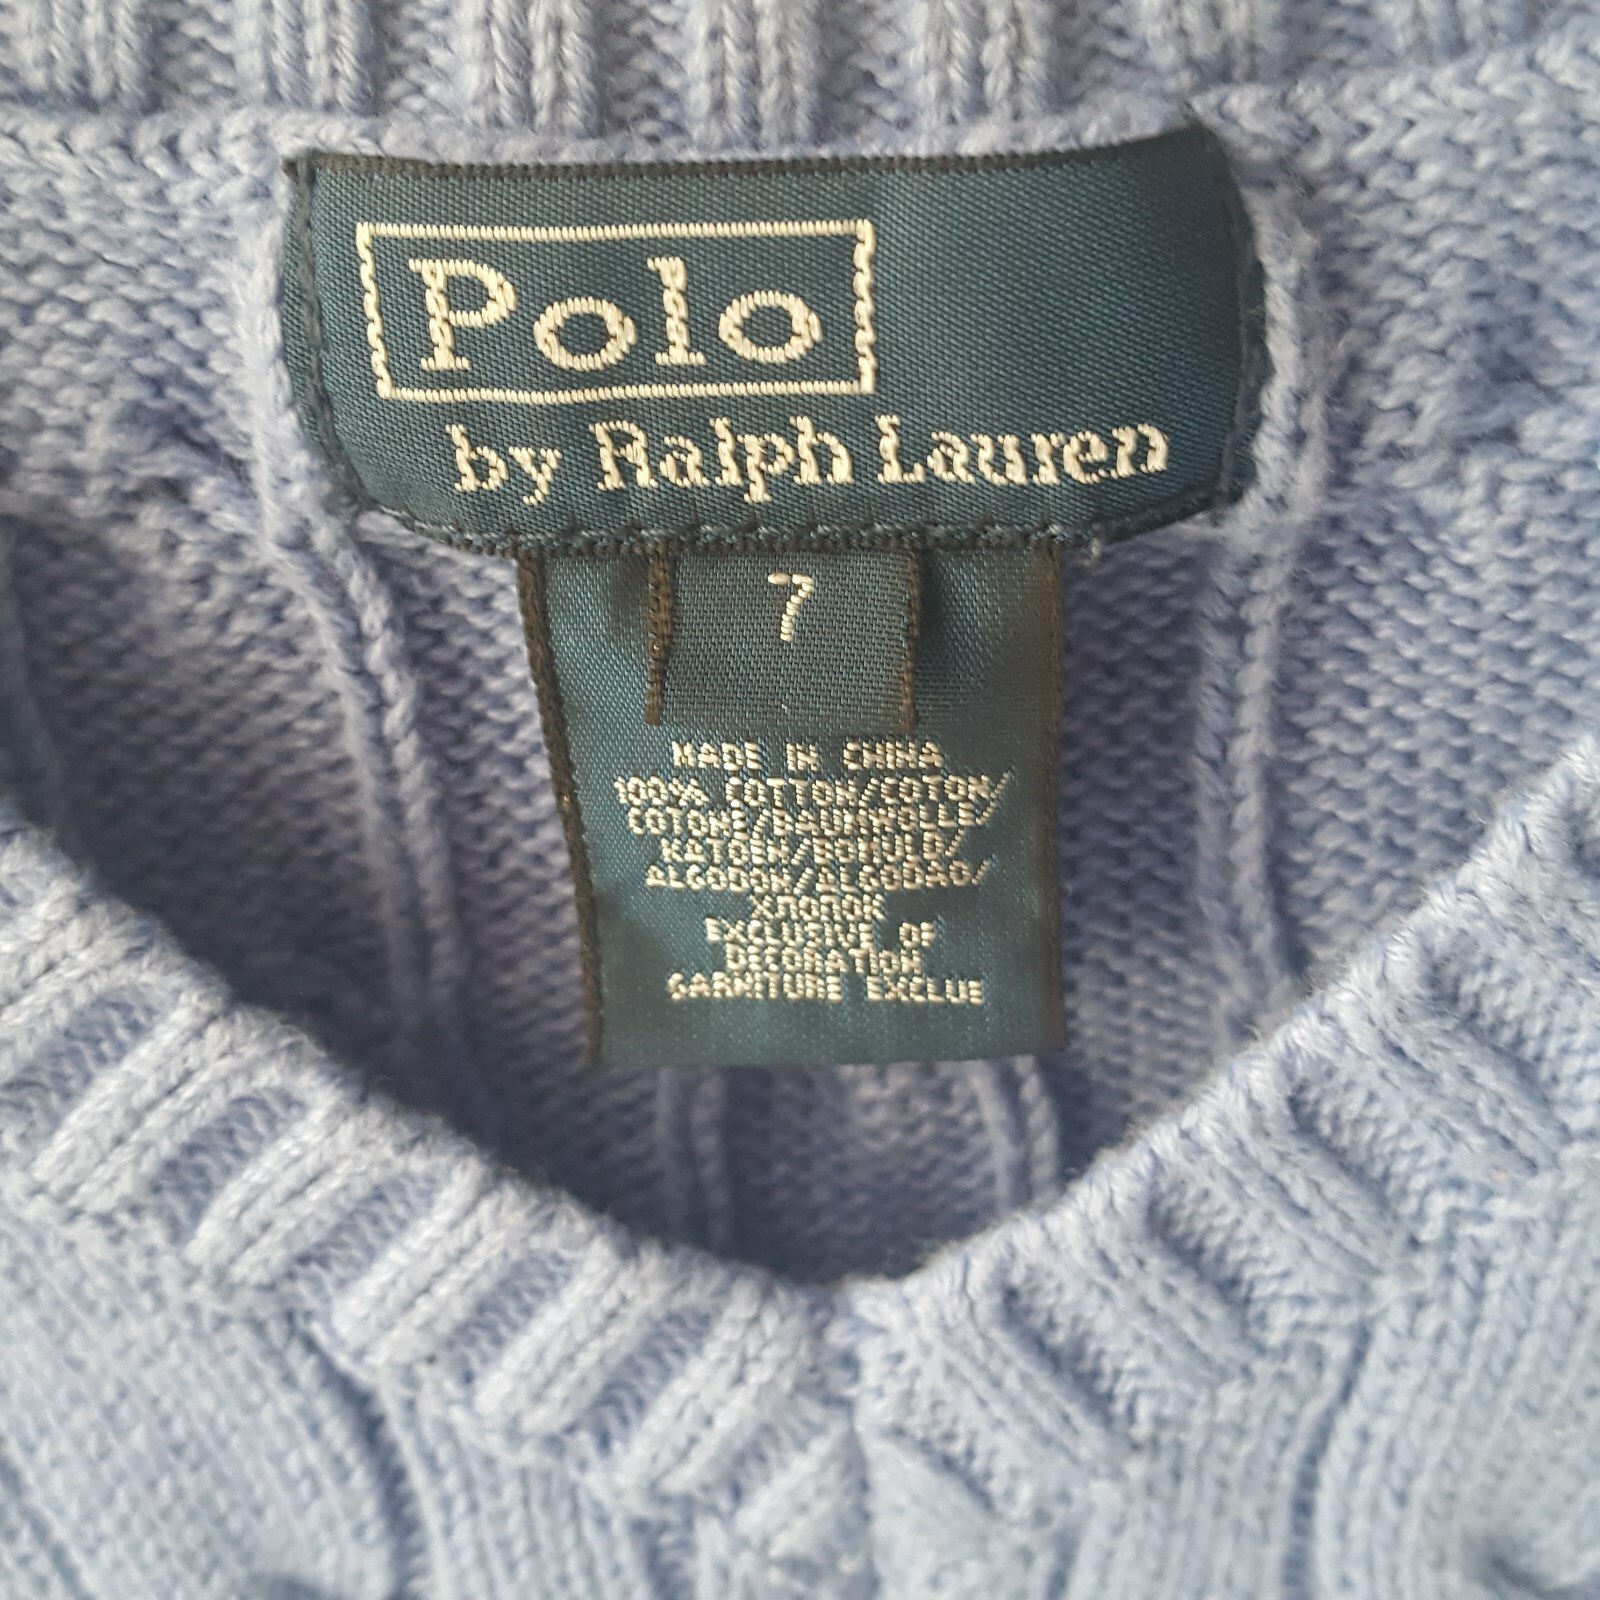 Polo
by Ralph Lauren
7
MADE IN CHINA
100% COTTON/COTON/
COTONE/BAUMWOLLE/
KATOEN/BOMULD/
ALGODON/ALGODAO/
ХЛОПОК
EXCLUSIVE OF
DECORATION
GARNITURE EXCLUE